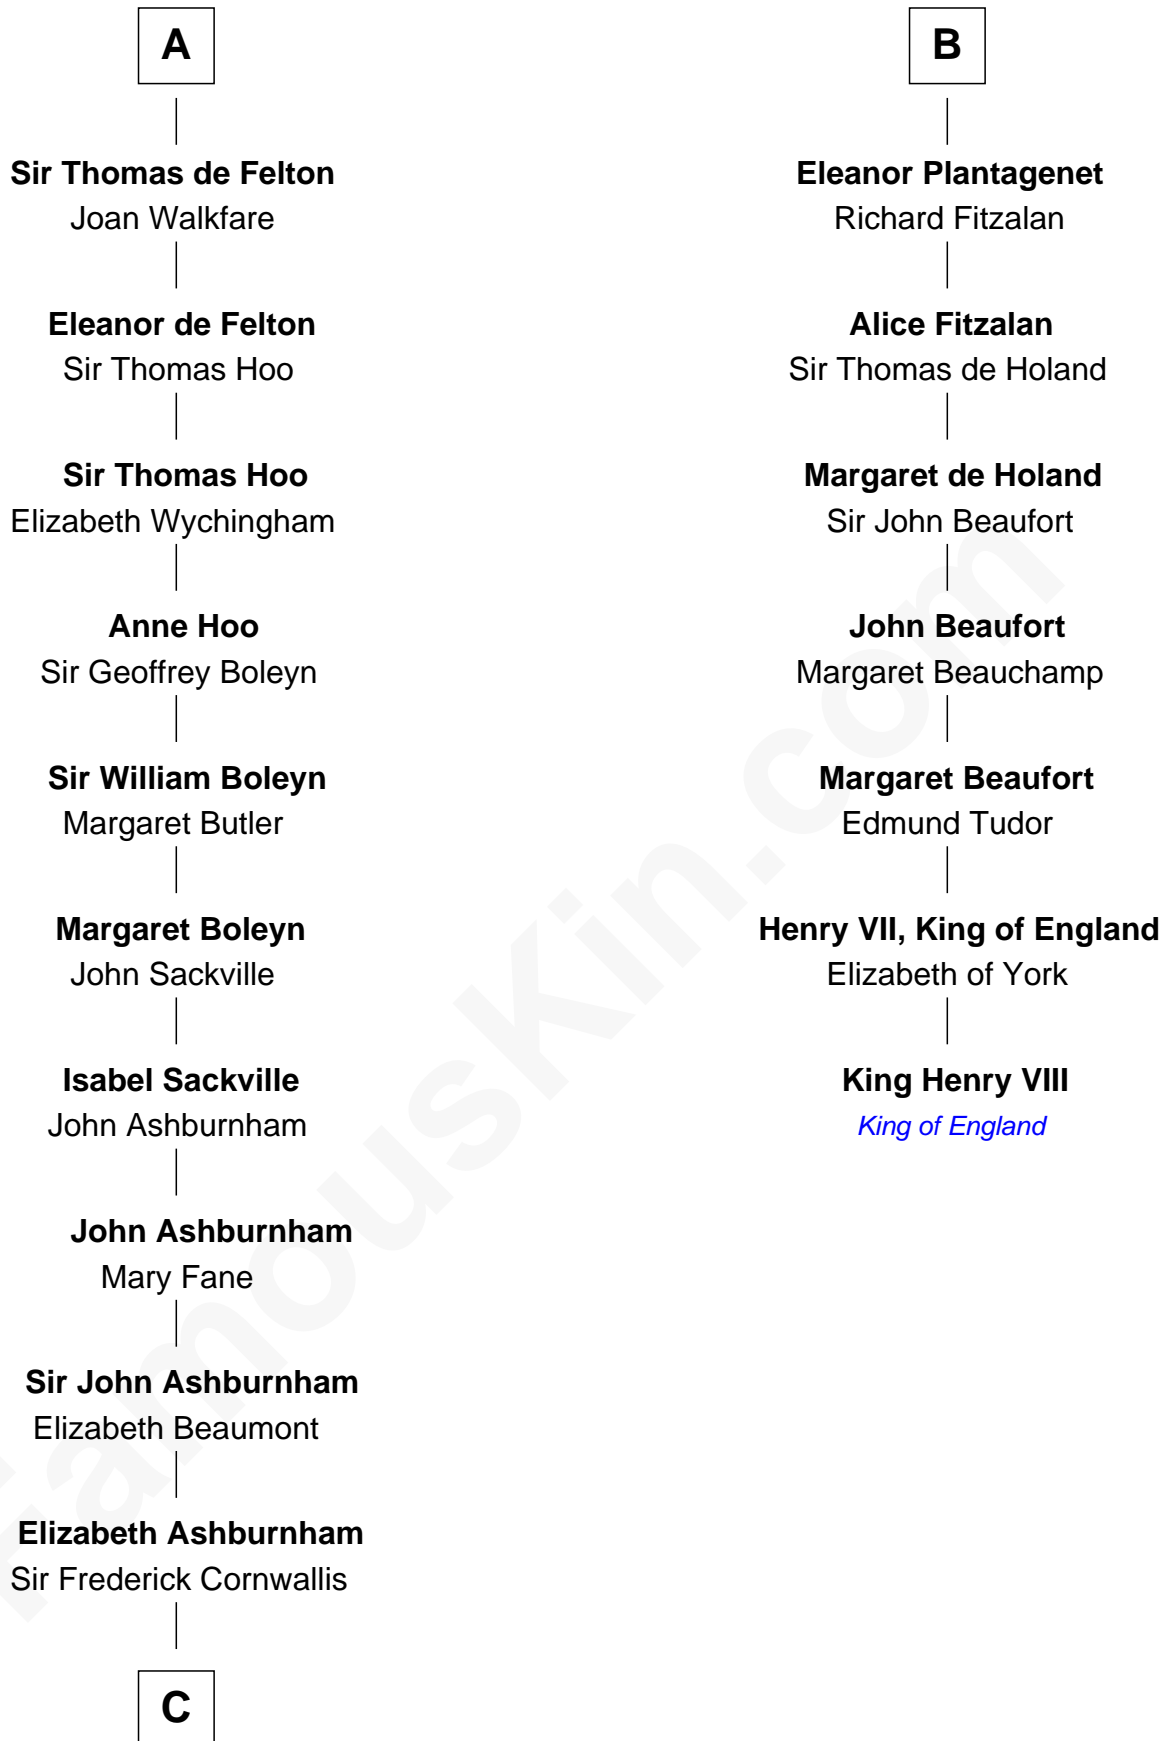 A
Sir Thomas de Felton
Joan Walkfare
Eleanor de Felton
Sir Thomas Hoo
Sir Thomas Hoo
Elizabeth Wychingham
Anne Hoo
Sir Geoffrey Boleyn
Sir William Boleyn
Margaret Butler
Margaret Boleyn
John Sackville
Isabel Sackville
John Ashburnham
John Ashburnham
Mary Fane
Sir John Ashburnham
Elizabeth Beaumont
Elizabeth Ashburnham
Sir Frederick Cornwallis
C
B
Eleanor Plantagenet
Richard Fitzalan
Alice Fitzalan
Sir Thomas de Holand
Margaret de Holand
Sir John Beaufort
John Beaufort
Margaret Beauchamp
Margaret Beaufort
Edmund Tudor
Henry VII, King of England
Elizabeth of York
King Henry VIII
King of England
FamousKin.com